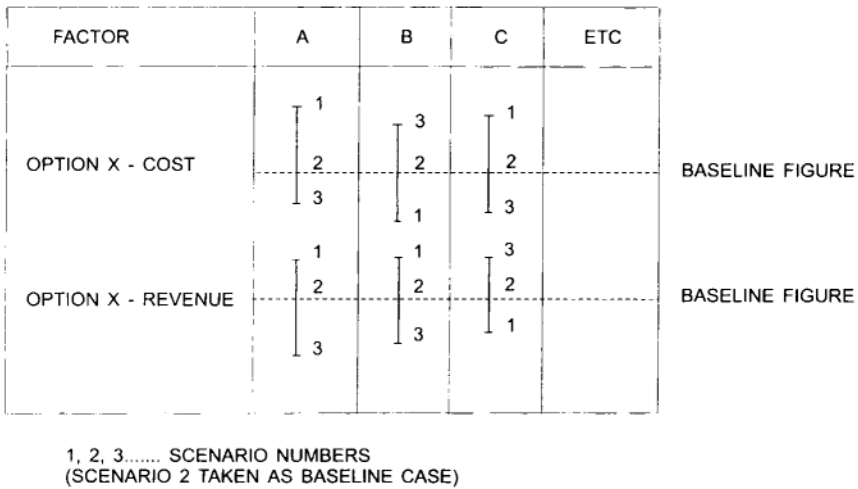 FACTOR A B C ETC
1 3 1
OPTION X - COST 2 2 2 BASELINE FIGURE
3 1 3
1 1 3
OPTION X - REVENUE 2 2 2 BASELINE FIGURE
3 3 1
1, 2, 3....... SCENARIO NUMBERS
(SCENARIO 2 TAKEN AS BASELINE CASE)